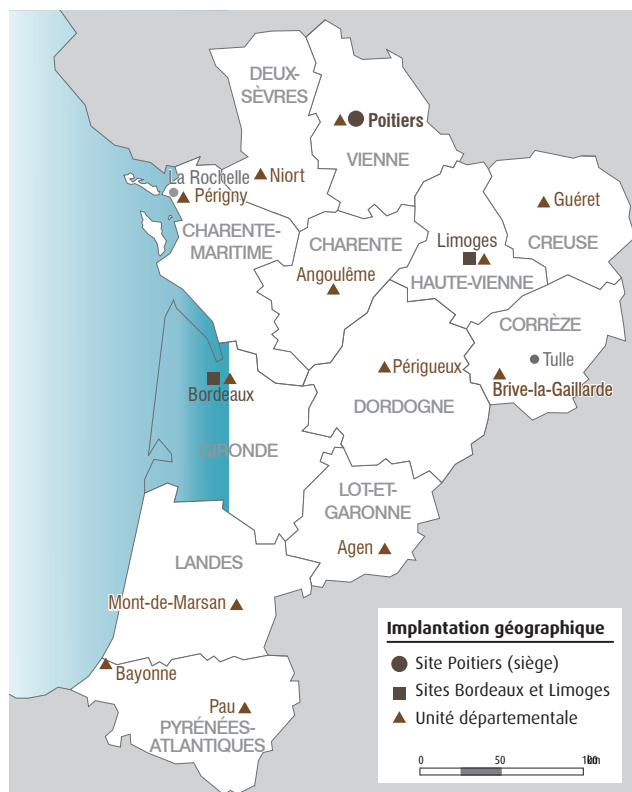 DEUX-
SÈVRES
Poitiers
VIENNE
La Rochelle
Niort
Périgny
Guéret
CHARENTE-
MARITIME
CHARENTE
Limoges
CREUSE
Angoulême
HAUTE-VIENNE
CORRÈZE
Tulle
Périgueux
Brive-la-Gaillarde
Bordeaux
DORDOGNE
GIRONDE
LOT-ET-
GARONNE
Agen
LANDES
Mont-de-Marsan
Bayonne
Pau
PYRÉNÉES-
ATLANTIQUES
Implantation géographique
Site Poitiers (siège)
Sites Bordeaux et Limoges
Unité départementale
0 50 100
km